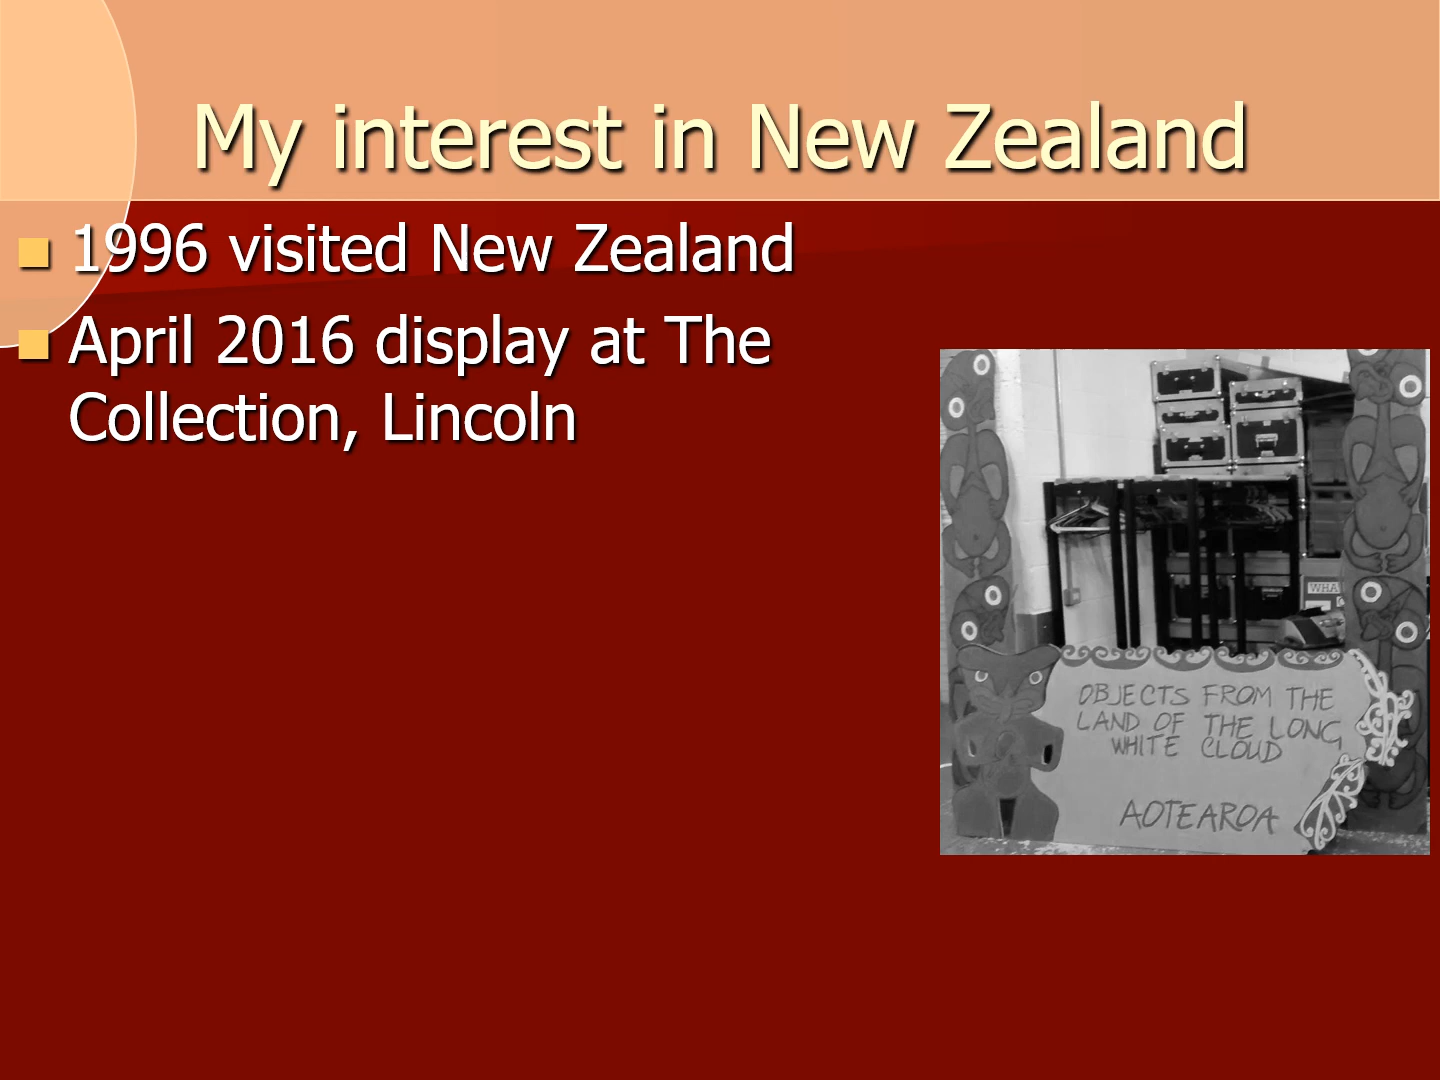 My interest in New Zealand
1996 visited New Zealand
April 2016 display at The
Collection, Lincoln
WHA
OBJECTS FROM THE
LAND OF THE LONG
WHITE CLOUD
AOTEAROA